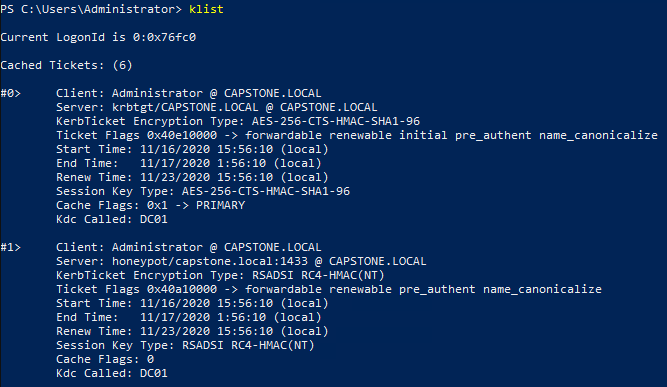 PS C:\Users\Administrator> klist
Current LogonId is 0:0x76fc0
Cached Tickets: (6)
#0> Client: Administrator @ CAPSTONE.LOCAL
Server: krbtgt/CAPSTONE.LOCAL @ CAPSTONE.LOCAL
KerbTicket Encryption Type: AES-256-CTS-HMAC-SHA1-96
Ticket Flags 0x40e10000 -> forwardable renewable initial pre_authent name_canonicalize
Start Time: 11/16/2020 15:56:10 (local)
End Time: 11/17/2020 1:56:10 (local)
Renew Time: 11/23/2020 15:56:10 (local)
Session Key Type: AES-256-CTS-HMAC-SHA1-96
Cache Flags: 0x1 -> PRIMARY
Kdc Called: DC01
#1> Client: Administrator @ CAPSTONE.LOCAL
Server: honeypot/capstone.local:1433 @ CAPSTONE.LOCAL
KerbTicket Encryption Type: RSADSI RC4-HMAC(NT)
Ticket Flags 0x40a10000 -> forwardable renewable pre_authent name_canonicalize
Start Time: 11/16/2020 15:56:10 (local)
End Time: 11/17/2020 1:56:10 (local)
Renew Time: 11/23/2020 15:56:10 (local)
Session Key Type: RSADSI RC4-HMAC(NT)
Cache Flags: 0
Kdc Called: DC01